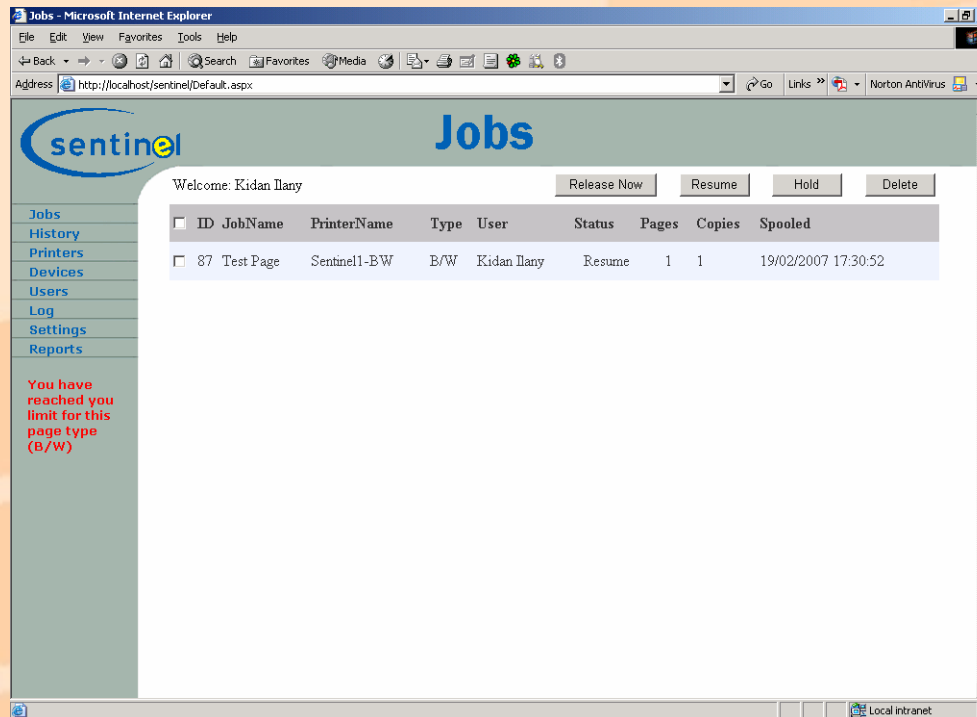 Jobs - Microsoft Internet Explorer
File Edit View Favorites Tools Help
Back Search Favorites Media
Address http://localhost/sentinel/Default.aspx Go Links » Norton AntiVirus
sentinel
Jobs
Welcome: Kidan Ilany Release Now Resume Hold Delete
ID JobName PrinterName Type User Status Pages Copies Spooled
87 Test Page Sentinel1-BW B/W Kidan Ilany Resume 1 1 19/02/2007 17:30:52
Jobs
History
Printers
Devices
Users
Log
Settings
Reports
You have
reached you
limit for this
page type
(B/W)
Local intranet